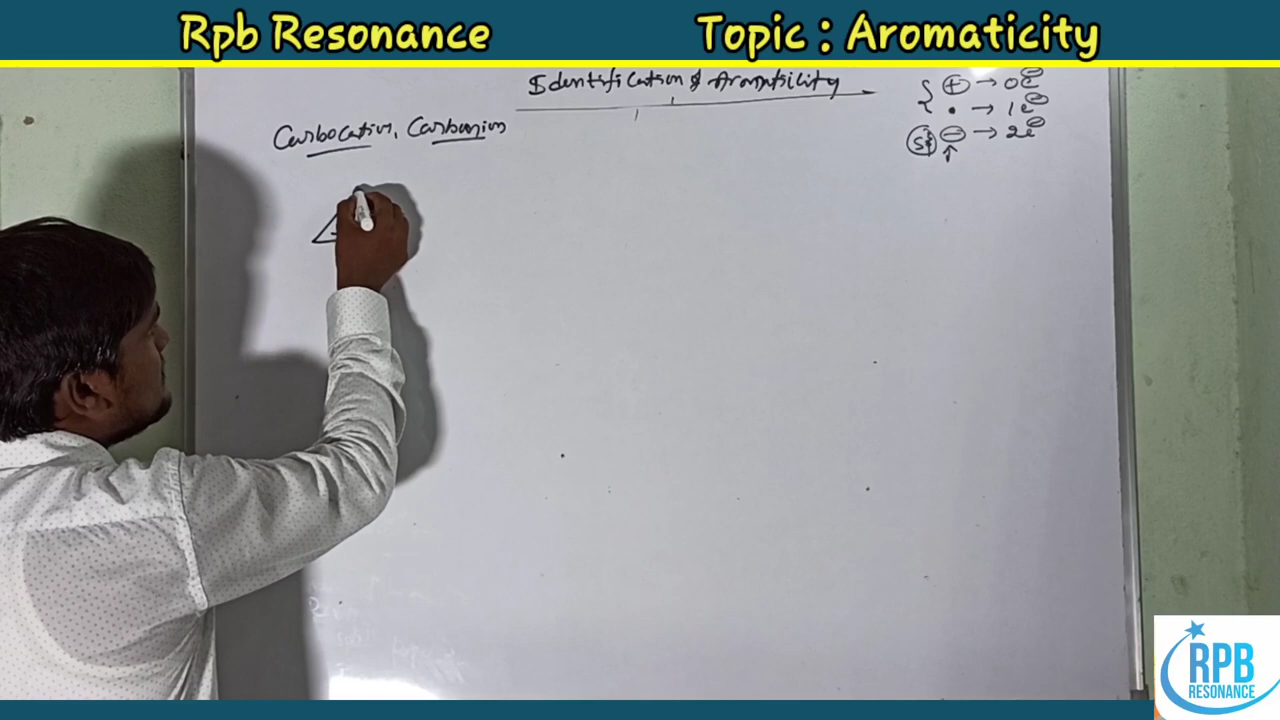 Rpb Resonance Topic : Aromaticity
Identification of Aromaticity
⊕ → 0e⊖
• → 1e⊖
⊖ → 2e⊖
↑
Carbocation, Carbanion
RPB
RESONANCE